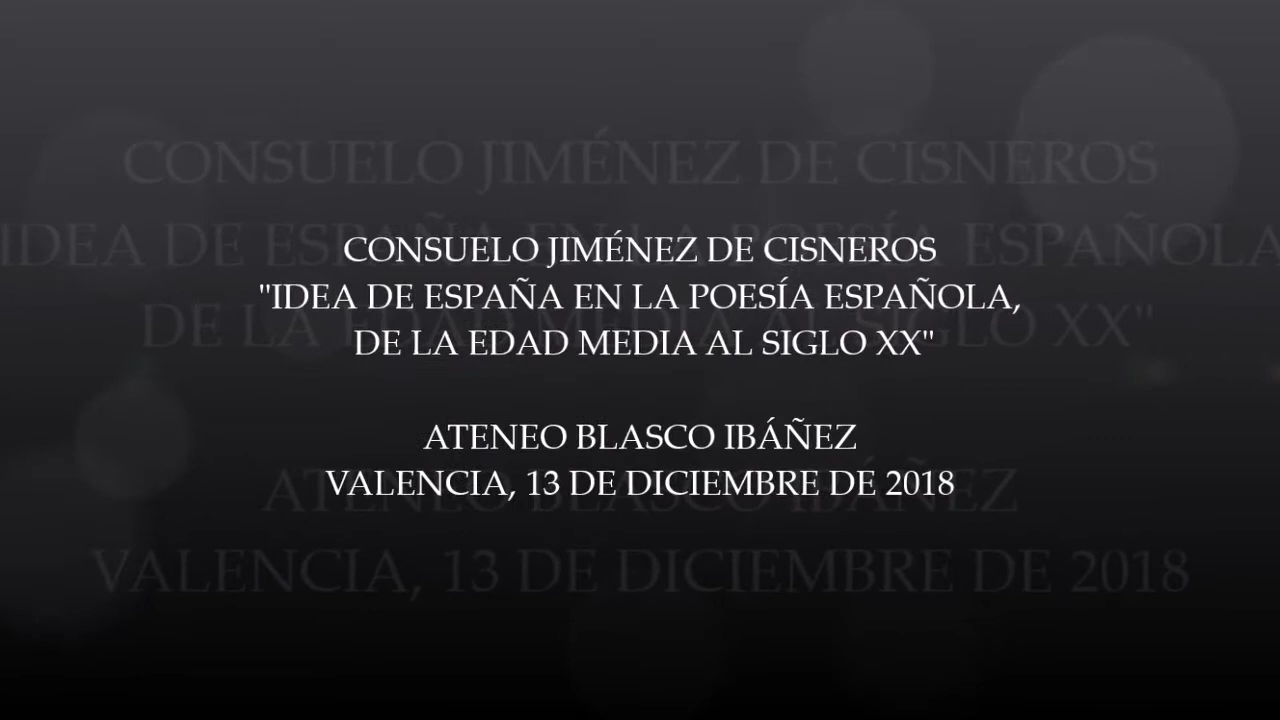 CONSUELO JIMÉNEZ DE CISNEROS
"IDEA DE ESPAÑA EN LA POESÍA ESPAÑOLA,
DE LA EDAD MEDIA AL SIGLO XX"
ATENEO BLASCO IBÁÑEZ
VALENCIA, 13 DE DICIEMBRE DE 2018